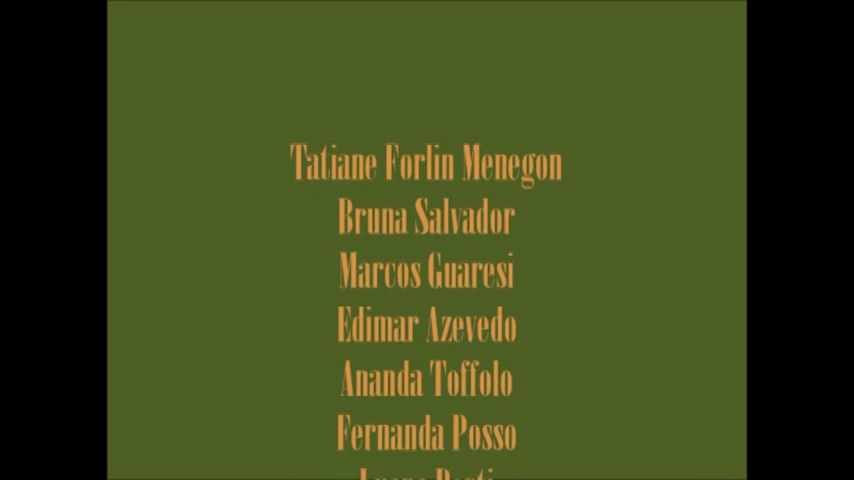 Tatiane Forlin Menegon
Bruna Salvador
Marcos Guaresi
Edimar Azevedo
Ananda Toffolo
Fernanda Posso